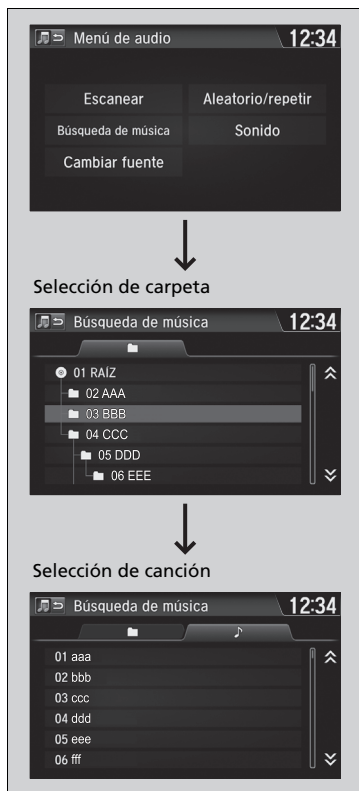 Menú de audio 12:34
Escanear Aleatorio/repetir
Búsqueda de música Sonido
Cambiar fuente
Selección de carpeta
Búsqueda de música 12:34
01 RAÍZ
02 AAA
03 BBB
04 CCC
05 DDD
06 EEE
Selección de canción
Búsqueda de música 12:34
01 aaa
02 bbb
03 ccc
04 ddd
05 eee
06 fff